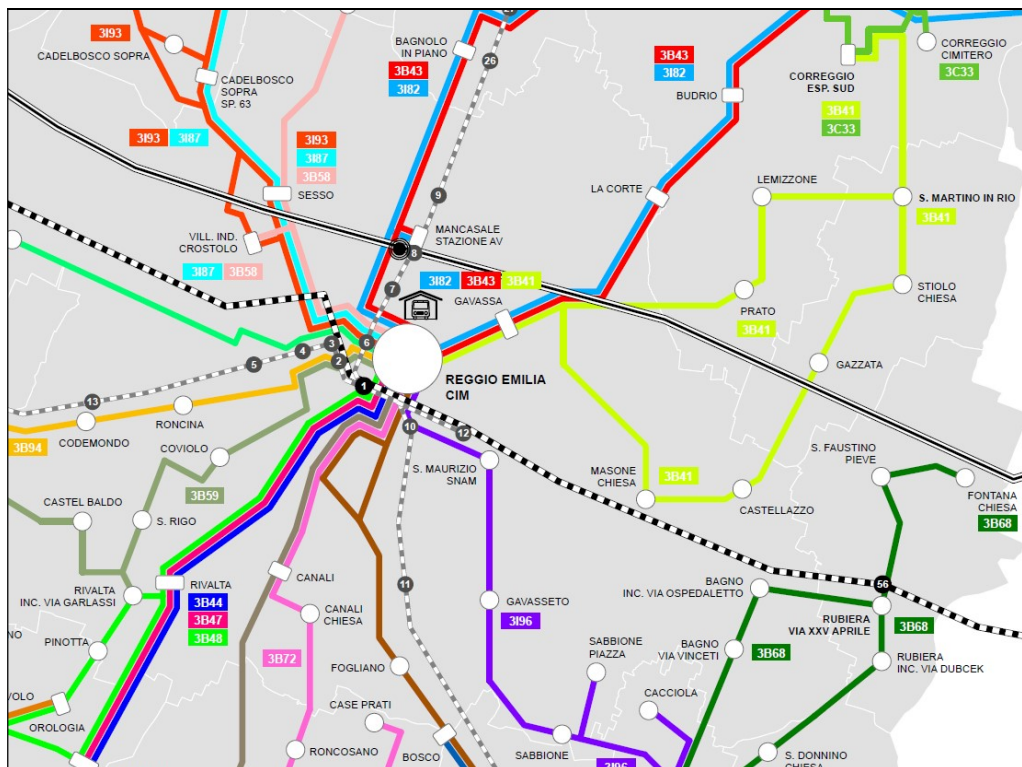 3I93
CADELBOSCO SOPRA
CADELBOSCO
SOPRA
SP. 63
3I93
3I87
3I93
3I87
3B58
SESSO
VILL. IND.
CROSTOLO
3I87
3B58
BAGNOLO
IN PIANO
3B43
3I82
26
9
MANCASALE
STAZIONE AV
8
7
3I82
3B43
3B41
GAVASSA
3B43
3I82
BUDRIO
LA CORTE
CORREGGIO
ESP. SUD
3B41
3C33
CORREGGIO
CIMITERO
3C33
LEMIZZONE
S. MARTINO IN RIO
3B41
STIOLO
CHIESA
PRATO
3B41
GAZZATA
6
3
2
4
5
13
1
REGGIO EMILIA
CIM
10
12
RONCINA
CODEMONDO
3B94
COVIOLO
3B59
CASTEL BALDO
S. RIGO
S. MAURIZIO
SNAM
MASONE
CHIESA
3B41
CASTELLAZZO
S. FAUSTINO
PIEVE
FONTANA
CHIESA
3B68
RIVALTA
INC. VIA GARLASSI
RIVALTA
3B44
3B47
3B48
CANALI
CANALI
CHIESA
11
GAVASSETO
3I96
BAGNO
INC. VIA OSPEDALETTO
56
RUBIERA
VIA XXV APRILE
3B68
NO
PINOTTA
3B72
FOGLIANO
SABBIONE
PIAZZA
BAGNO
VIA VINCETI
3B68
RUBIERA
INC. VIA DUBCEK
VOLO
OROLOGIA
CASE PRATI
RONCOSANO
BOSCO
CACCIOLA
SABBIONE
3I96
S. DONNINO
CHIESA